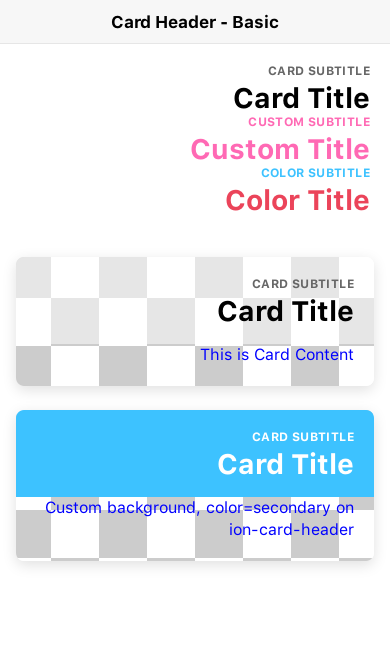 Card Header - Basic
CARD SUBTITLE
Card Title
CUSTOM SUBTITLE
Custom Title
COLOR SUBTITLE
Color Title
CARD SUBTITLE
Card Title
This is Card Content
CARD SUBTITLE
Card Title
Custom background, color=secondary on
ion-card-header